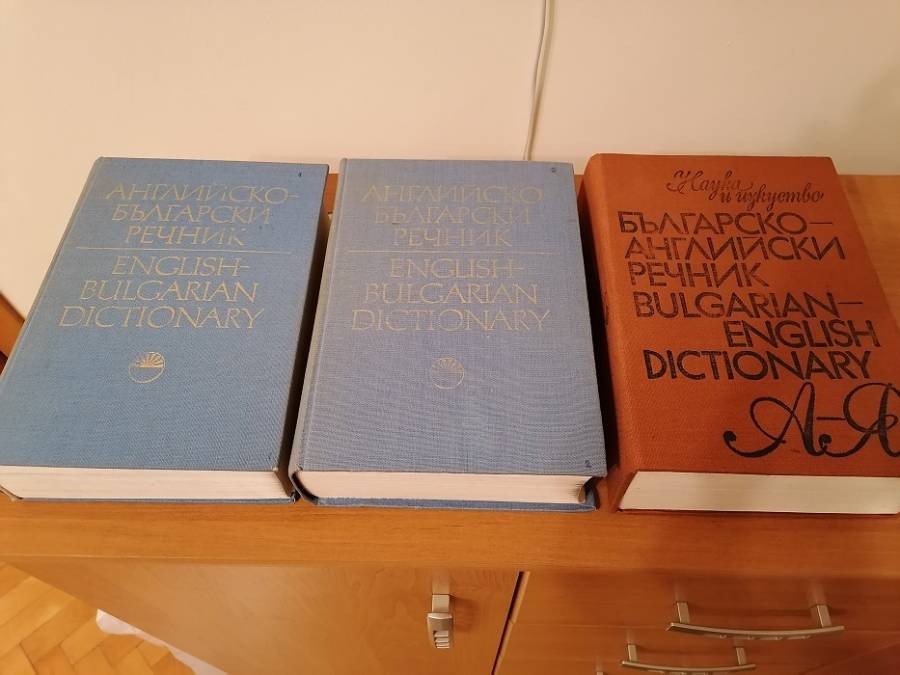 АНГЛИЙСКО-
БЪЛГАРСКИ
РЕЧНИК
ENGLISH-
BULGARIAN
DICTIONARY
АНГЛИЙСКО
БЪЛГАРСКИ
РЕЧНИК
ENGLISH-
BULGARIAN
DICTIONARY
Наука
и изкуство
БЪЛГАРСКО-
АНГЛИЙСКИ
РЕЧНИК
BULGARIAN-
ENGLISH
DICTIONARY
А-Я